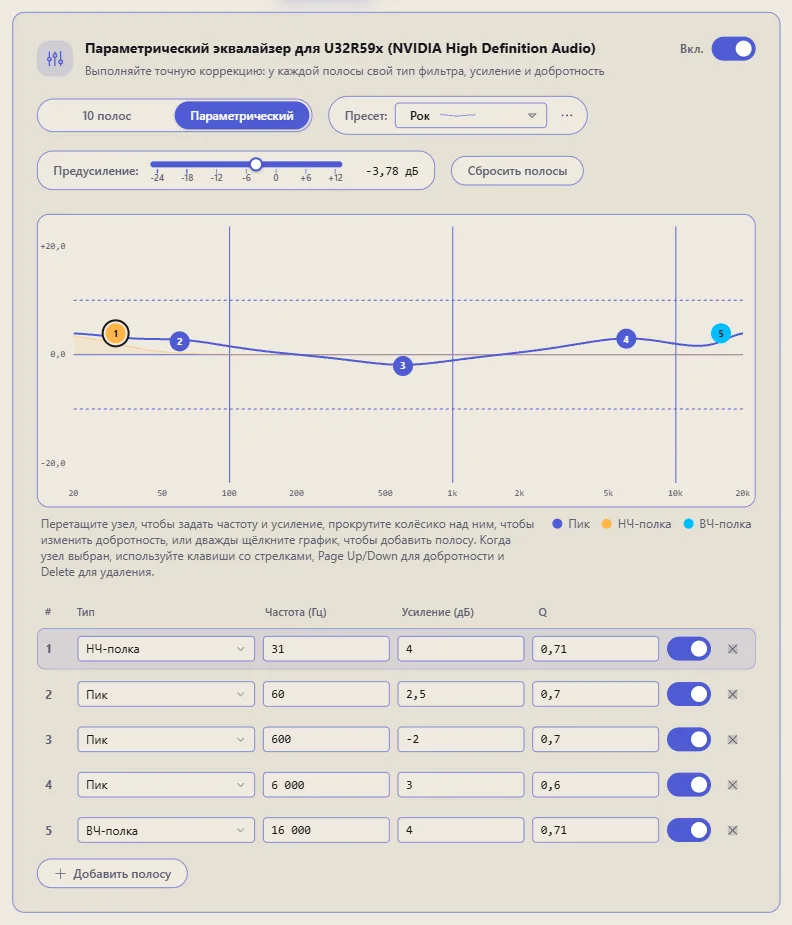 Параметрический эквалайзер для U32R59x (NVIDIA High Definition Audio)
Вкл.
Выполняйте точную коррекцию: у каждой полосы свой тип фильтра, усиление и добротность
10 полос
Параметрический
Пресет:
Рок
...
Предусиление:
-24 -18 -12 -6 0 +6 +12
-3,78 дБ
Сбросить полосы
+20,0
0,0
-20,0
1
2
3
4
5
20 50 100 200 500 1k 2k 5k 10k 20k
Перетащите узел, чтобы задать частоту и усиление, прокрутите колёсико над ним, чтобы
изменить добротность, или дважды щёлкните график, чтобы добавить полосу. Когда
узел выбран, используйте клавиши со стрелками, Page Up/Down для добротности и
Delete для удаления.
Пик НЧ-полка ВЧ-полка
# Тип Частота (Гц) Усиление (дБ) Q
1 НЧ-полка 31 4 0,71
2 Пик 60 2,5 0,7
3 Пик 600 -2 0,7
4 Пик 6 000 3 0,6
5 ВЧ-полка 16 000 4 0,71
+ Добавить полосу